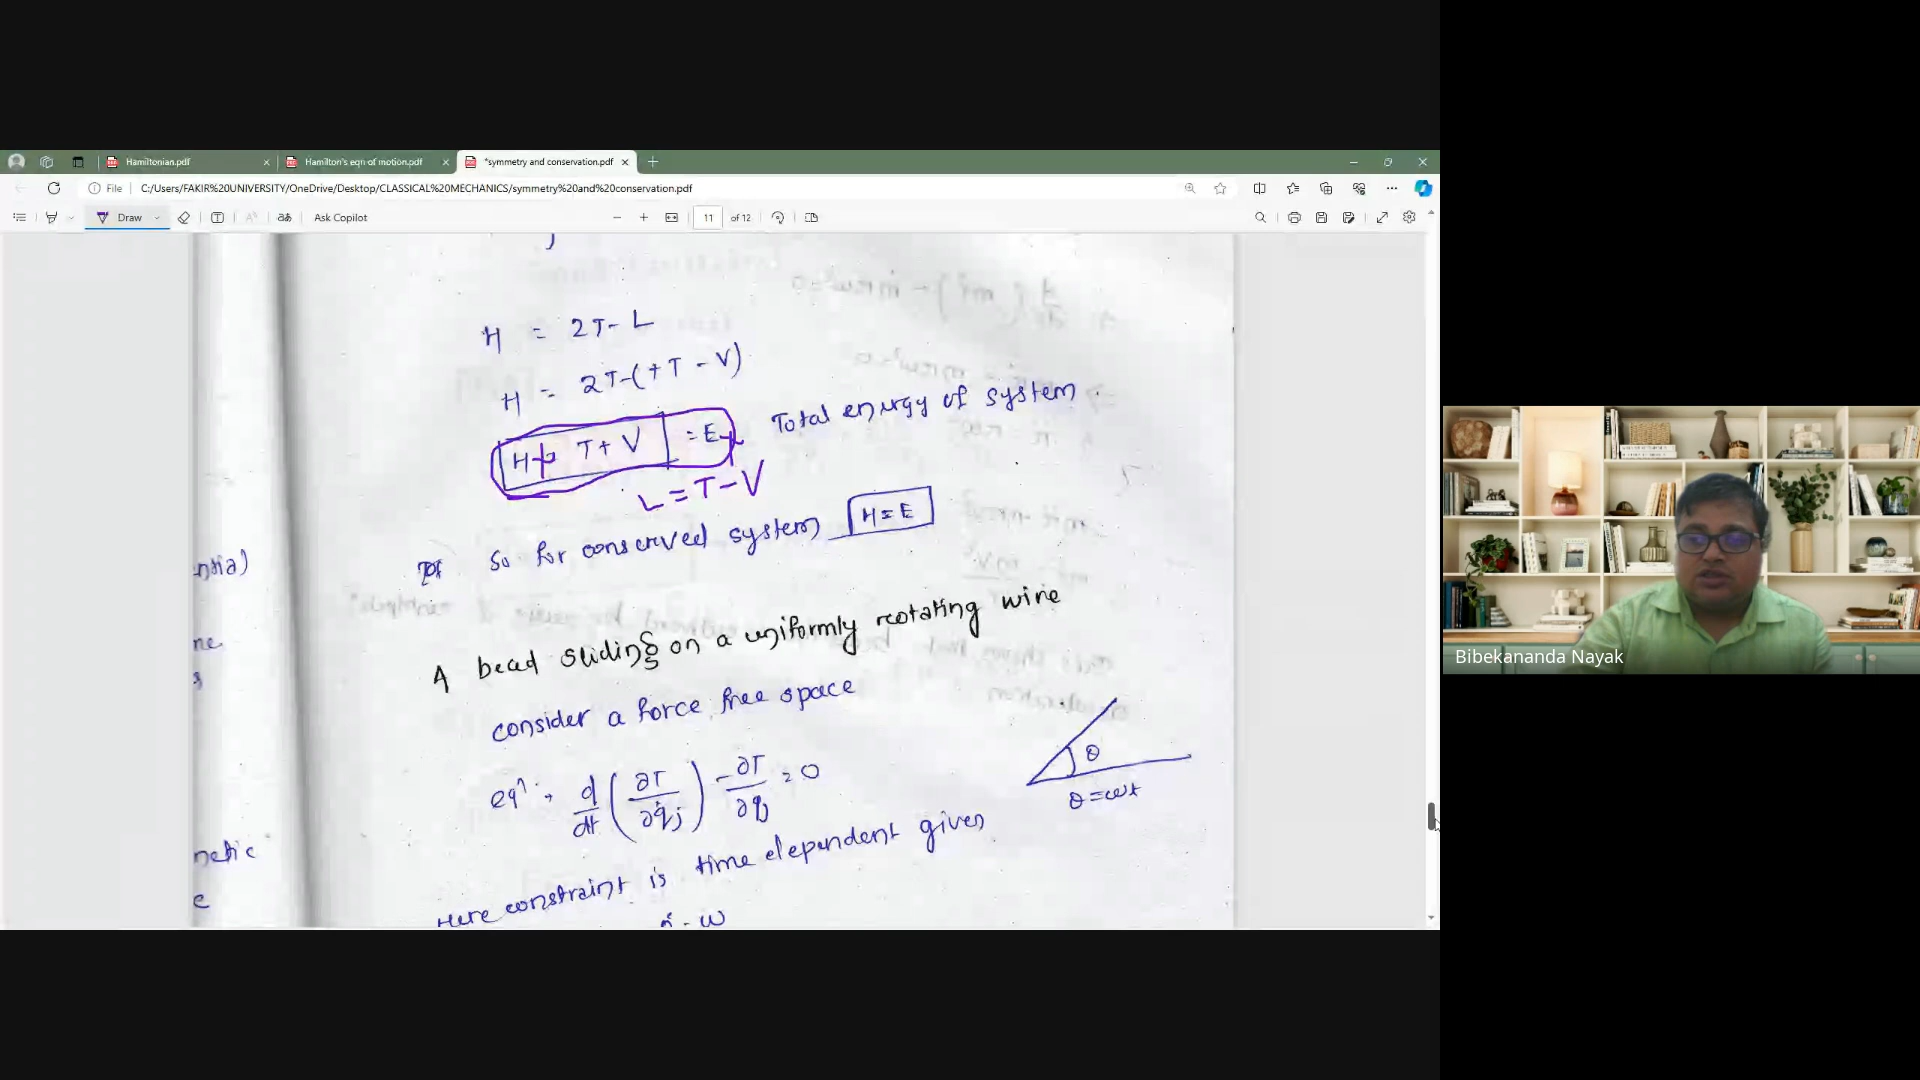 Hamiltonian.pdf
Hamilton's eqn of motion.pdf
*symmetry and conservation.pdf
File
C:/Users/FAKIR%20UNIVERSITY/OneDrive/Desktop/CLASSICAL%20MECHANICS/symmetry%20and%20conservation.pdf
Draw
Ask Copilot
11 of 12
H = 2T - L
H = 2T-(+T - V)
H = T + V = E Total energy of system.
L = T - V
So for conserved system H = E
A bead sliding on a uniformly rotating wire
consider a force free space
eqn. d/dt (∂T/∂q̇j) - ∂T/∂qj = 0
θ
θ = ωt
Here constraint is time dependent given
= ω
Bibekananda Nayak